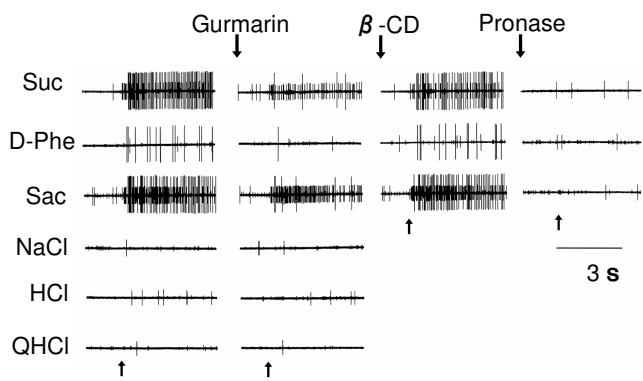 Gurmarin β-CD Pronase
Suc
D-Phe
Sac
NaCl
3 s
HCl
QHCl